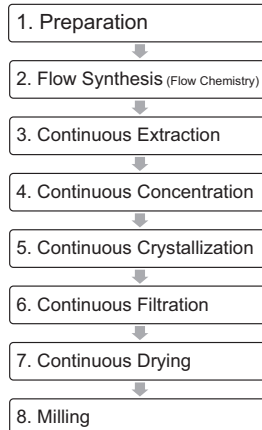 1. Preparation
2. Flow Synthesis (Flow Chemistry)
3. Continuous Extraction
4. Continuous Concentration
5. Continuous Crystallization
6. Continuous Filtration
7. Continuous Drying
8. Milling